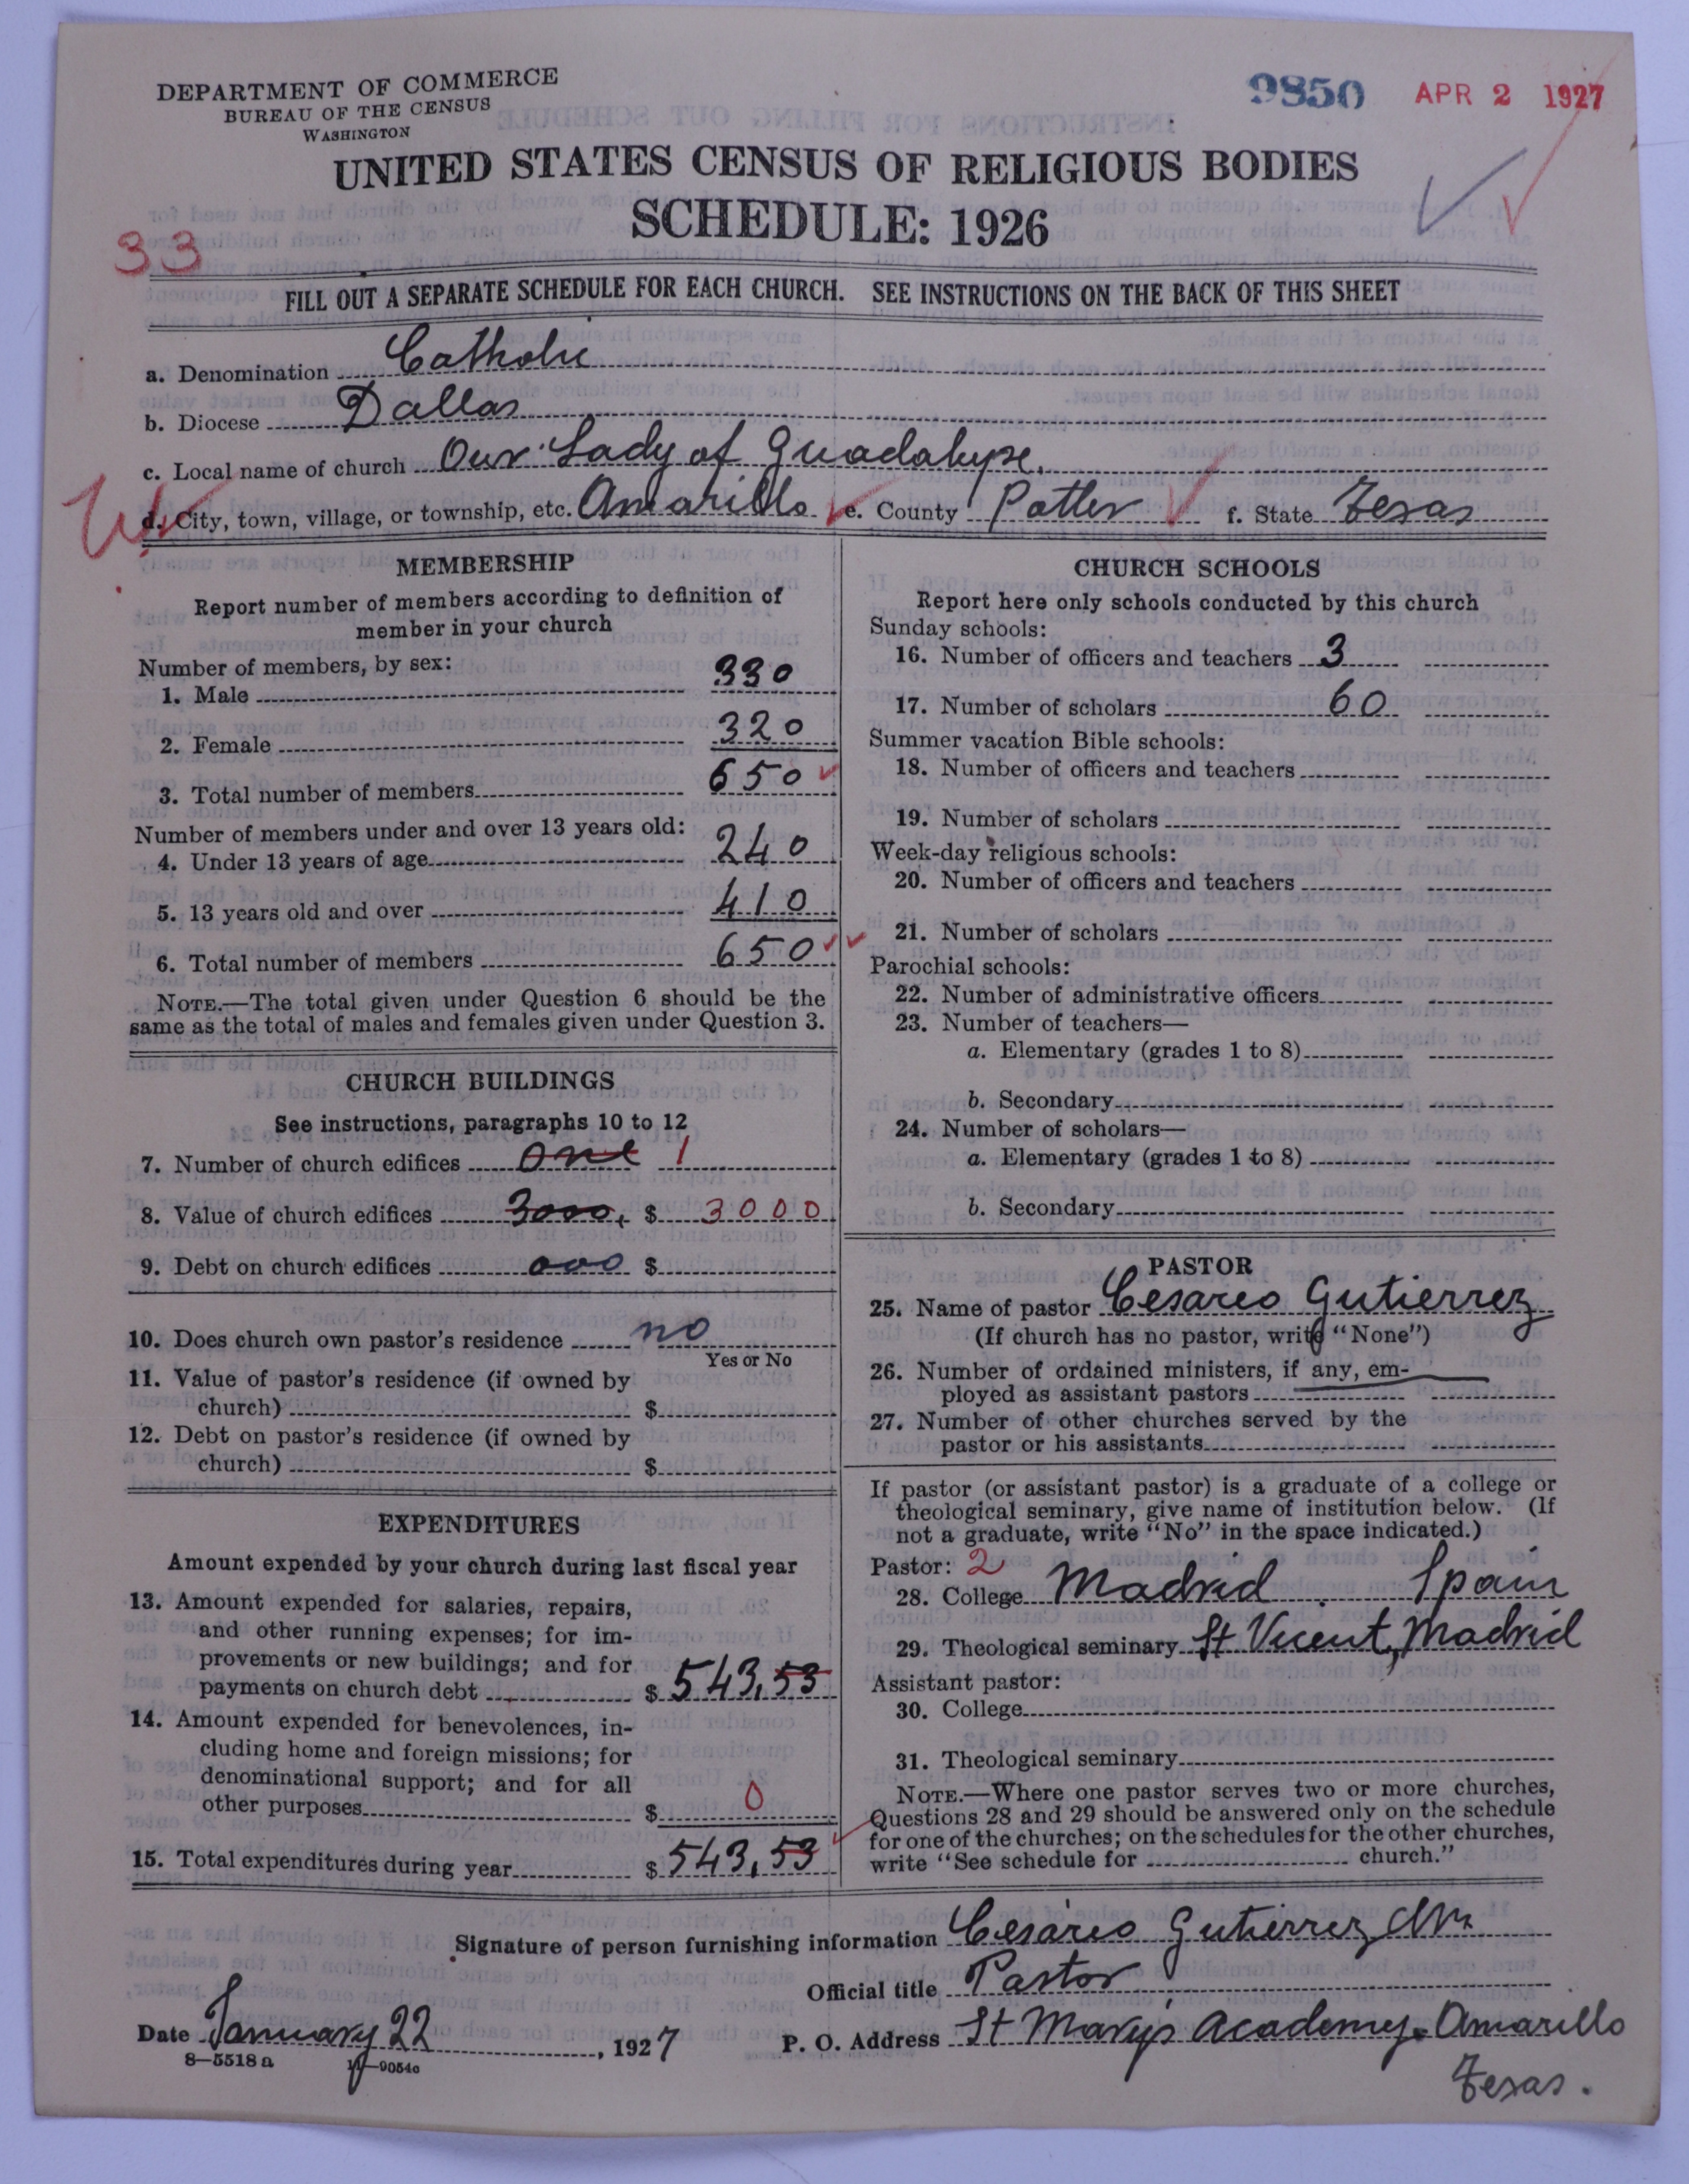 DEPARTMENT OF COMMERCE
BUREAU OF THE CENSUS
WASHINGTON
9850 APR 2 1927
UNITED STATES CENSUS OF RELIGIOUS BODIES
SCHEDULE: 1926
33
FILL OUT A SEPARATE SCHEDULE FOR EACH CHURCH. SEE INSTRUCTIONS ON THE BACK OF THIS SHEET
a. Denomination Catholic
b. Diocese Dallas
c. Local name of church Our Lady of Guadalupe.
d. City, town, village, or township, etc. Amarillo e. County Potter f. State Texas
MEMBERSHIP
Report number of members according to definition of
member in your church
Number of members, by sex:
1. Male 330
2. Female 320
3. Total number of members 650
Number of members under and over 13 years old:
4. Under 13 years of age 240
5. 13 years old and over 410
6. Total number of members 650
NOTE.—The total given under Question 6 should be the
same as the total of males and females given under Question 3.
CHURCH BUILDINGS
See instructions, paragraphs 10 to 12
7. Number of church edifices one 1
8. Value of church edifices 3000, $ 3000
9. Debt on church edifices 000 $
10. Does church own pastor's residence no
Yes or No
11. Value of pastor's residence (if owned by
church) $
12. Debt on pastor's residence (if owned by
church) $
EXPENDITURES
Amount expended by your church during last fiscal year
13. Amount expended for salaries, repairs,
and other running expenses; for im-
provements or new buildings; and for
payments on church debt $ 543,53
14. Amount expended for benevolences, in-
cluding home and foreign missions; for
denominational support; and for all
other purposes $ 0
15. Total expenditures during year $ 543,53
CHURCH SCHOOLS
Report here only schools conducted by this church
Sunday schools:
16. Number of officers and teachers 3
17. Number of scholars 60
Summer vacation Bible schools:
18. Number of officers and teachers
19. Number of scholars
Week-day religious schools:
20. Number of officers and teachers
21. Number of scholars
Parochial schools:
22. Number of administrative officers
23. Number of teachers—
a. Elementary (grades 1 to 8)
b. Secondary
24. Number of scholars—
a. Elementary (grades 1 to 8)
b. Secondary
PASTOR
25. Name of pastor Cesareo Gutierrez
(If church has no pastor, write "None")
26. Number of ordained ministers, if any, em-
ployed as assistant pastors
27. Number of other churches served by the
pastor or his assistants
If pastor (or assistant pastor) is a graduate of a college or
theological seminary, give name of institution below. (If
not a graduate, write "No" in the space indicated.)
Pastor: 2
28. College Madrid Spain
29. Theological seminary St Vicent, Madrid
Assistant pastor:
30. College
31. Theological seminary
NOTE.—Where one pastor serves two or more churches,
Questions 28 and 29 should be answered only on the schedule
for one of the churches; on the schedules for the other churches,
write "See schedule for church."
Signature of person furnishing information Cesáreo Gutierrez
Official title Pastor
Date January 22, 1927 P. O. Address St Marys Academy. Amarillo
Texas.
8—5518 a 11—9054c